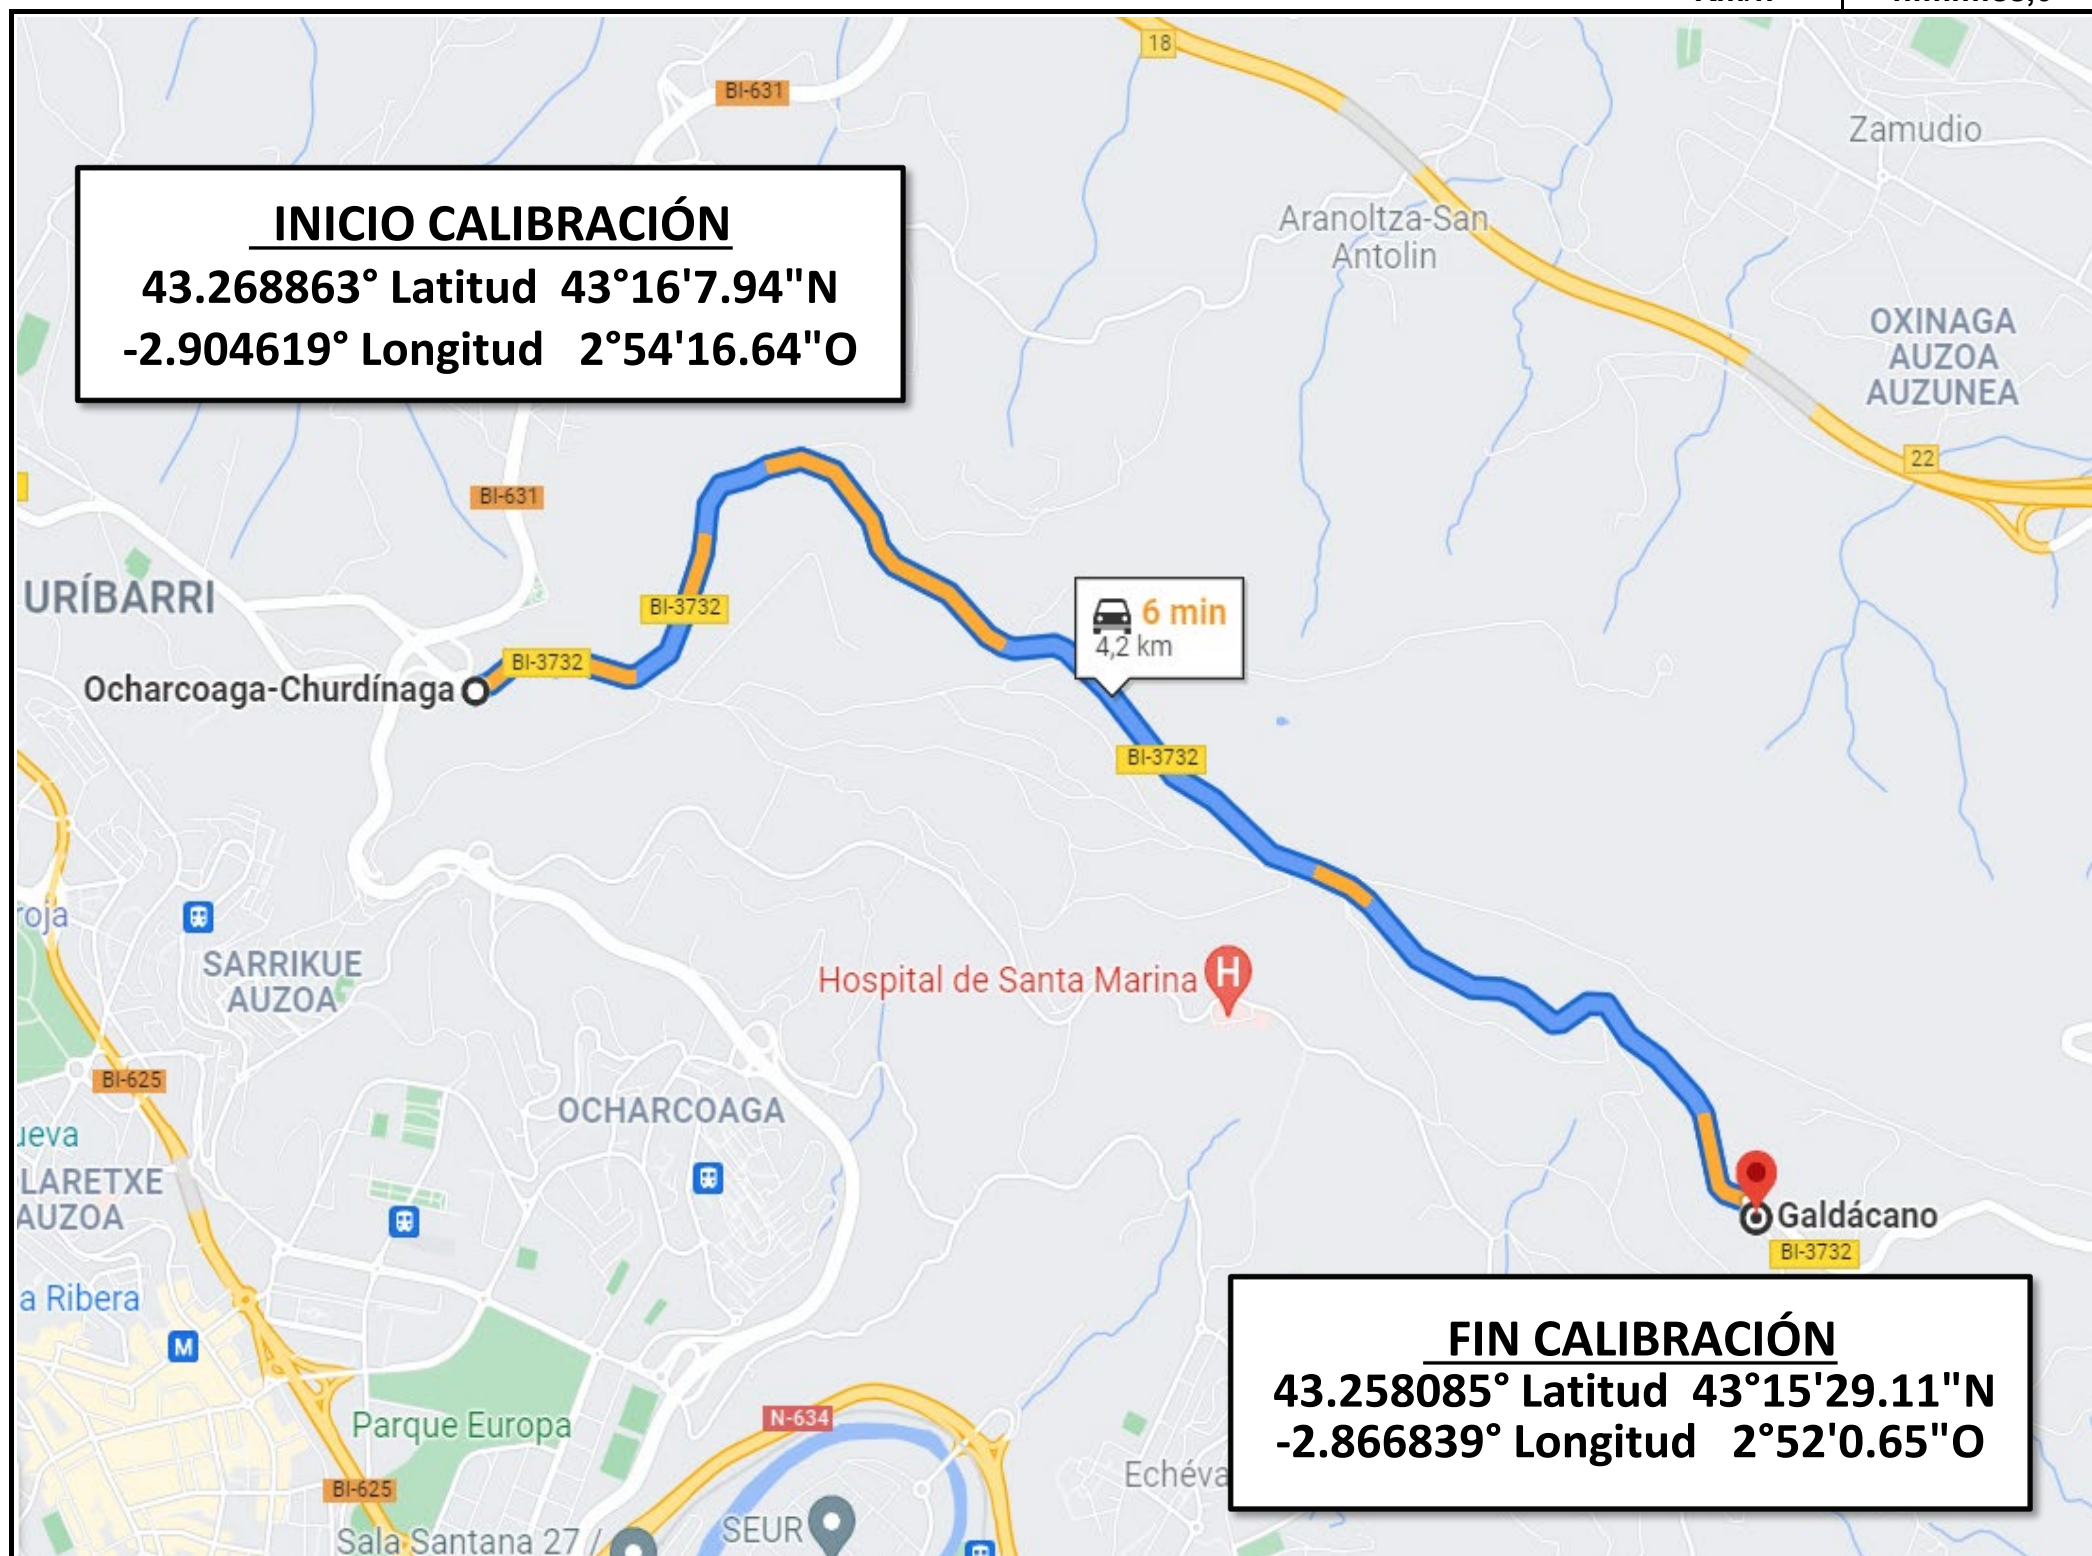 18
BI-631
Zamudio
INICIO CALIBRACIÓN
43.268863° Latitud 43°16'7.94"N
-2.904619° Longitud 2°54'16.64"O
Aranoltza-San
Antolin
OXINAGA
AUZOA
AUZUNEA
22
BI-631
URÍBARRI
BI-3732
6 min
4,2 km
BI-3732
Ocharcoaga-Churdínaga
BI-3732
roja
SARRIKUE
AUZOA
Hospital de Santa Marina
H
BI-625
OCHARCOAGA
ueva
LARETXE
AUZOA
Galdácano
BI-3732
a Ribera
M
FIN CALIBRACIÓN
43.258085° Latitud 43°15'29.11"N
-2.866839° Longitud 2°52'0.65"O
Parque Europa
N-634
Echéva
BI-625
SEUR
Sala Santana 27 /